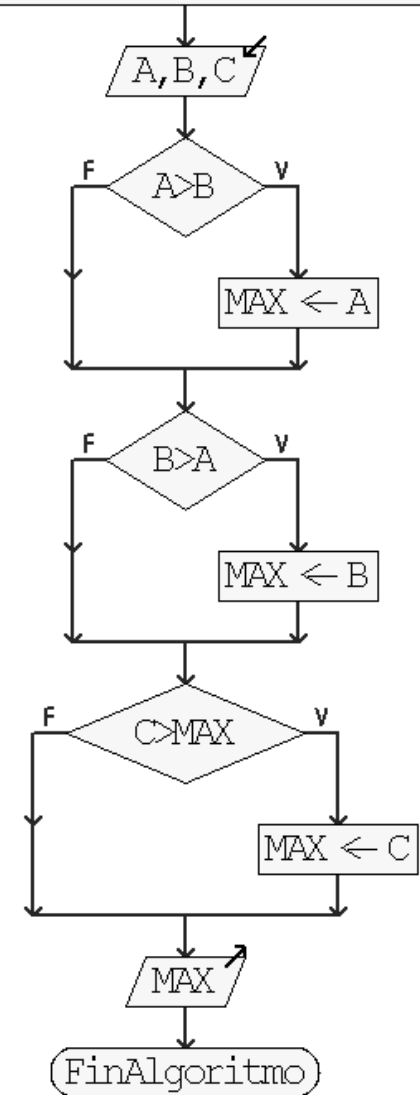 A,B,C
F
V
A>B
MAX ← A
F
V
B>A
MAX ← B
F
V
C>MAX
MAX ← C
MAX
FinAlgoritmo